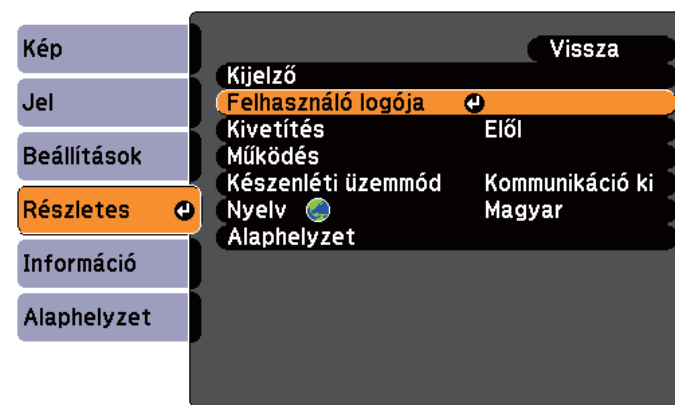 Kép
Jel
Beállítások
Részletes
Információ
Alaphelyzet
Vissza
Kijelző
Felhasználó logója
Kivetítés Elől
Működés
Készenléti üzemmód Kommunikáció ki
Nyelv Magyar
Alaphelyzet